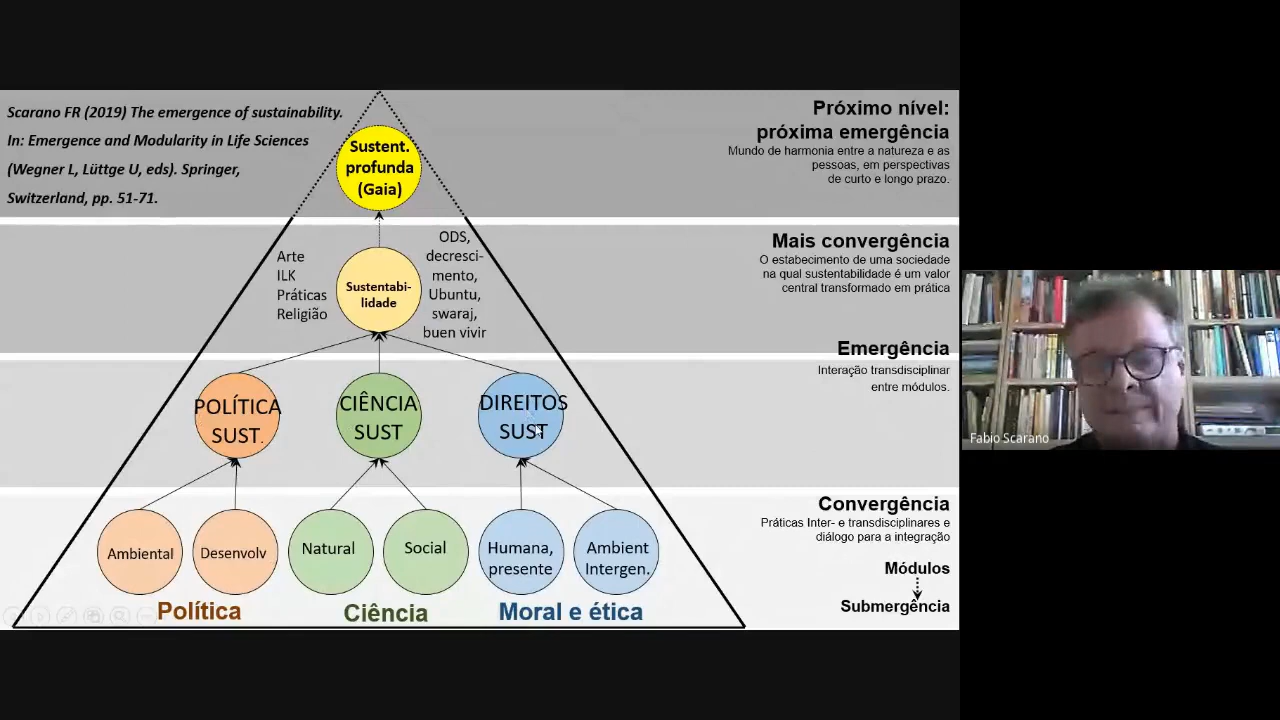 Scarano FR (2019) The emergence of sustainability.
In: Emergence and Modularity in Life Sciences
(Wegner L, Lüttge U, eds). Springer,
Switzerland, pp. 51-71.
Sustent.
profunda
(Gaia)
Próximo nível:
próxima emergência
Mundo de harmonia entre a natureza e as
pessoas, em perspectivas
de curto e longo prazo.
Arte
ILK
Práticas
Religião
Sustentabi-
lidade
ODS,
decresci-
mento,
Ubuntu,
swaraj,
buen vivir
Mais convergência
O estabecimento de uma sociedade
na qual sustentabilidade é um valor
central transformado em prática
Emergência
Interação transdisciplinar
entre módulos.
POLÍTICA
SUST.
CIÊNCIA
SUST
DIREITOS
SUST
Fabio Scarano
Convergência
Práticas Inter- e transdisciplinares e
diálogo para a integração
Ambiental
Desenvolv
Natural
Social
Humana,
presente
Ambient
Intergen.
Módulos
Submergência
Política
Ciência
Moral e ética